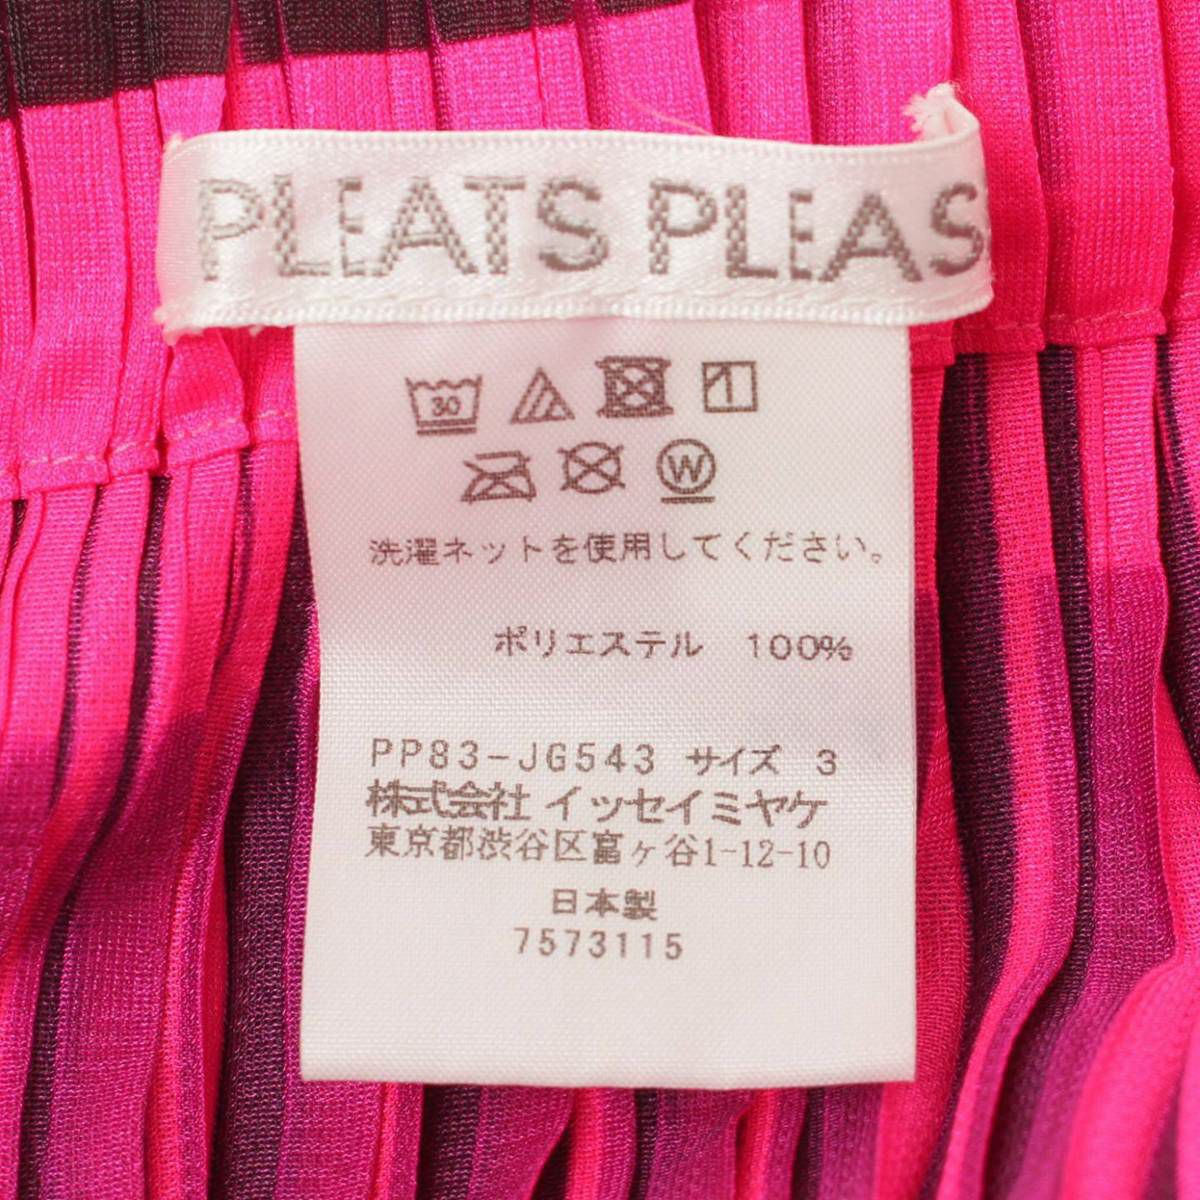 PLEATS PLEAS
30
W
洗濯ネットを使用してください。
ポリエステル 100%
PP83-JG543 サイズ 3
株式会社 イッセイミヤケ
東京都渋谷区富ヶ谷1-12-10
日本製
7573115